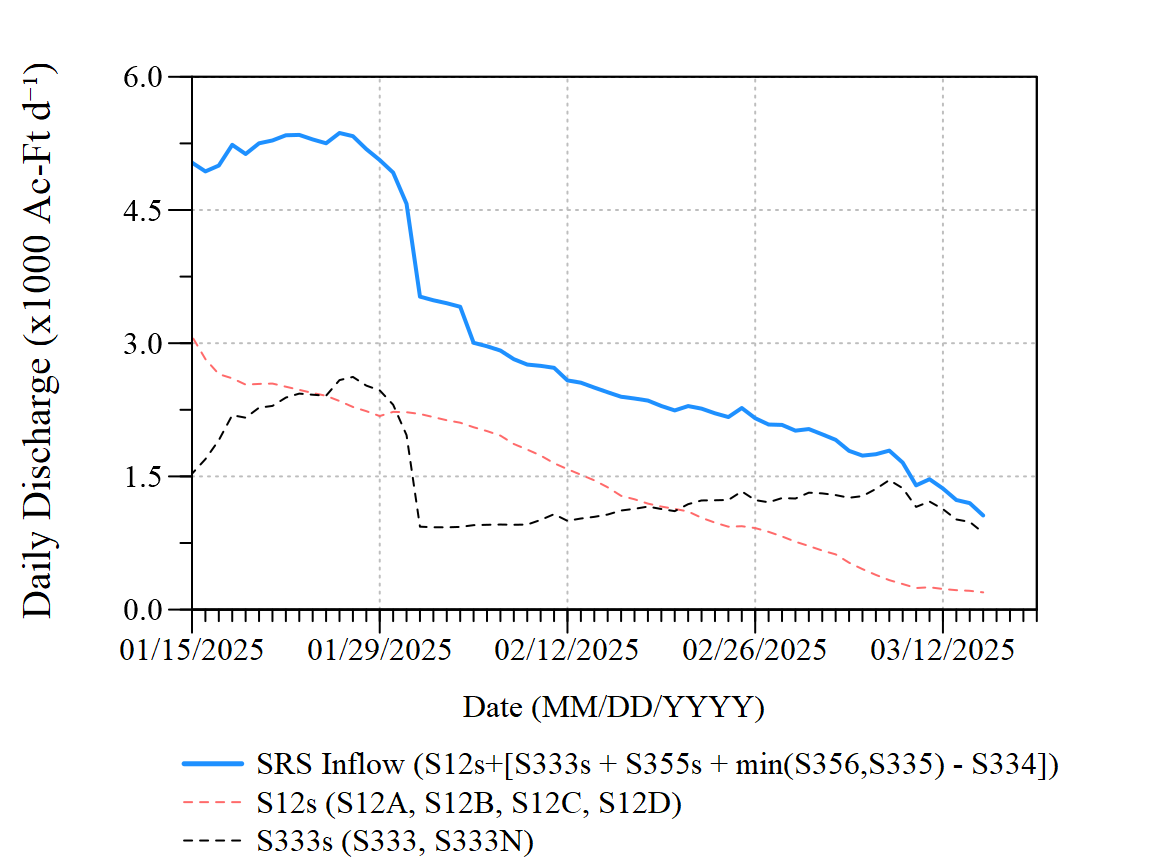 Daily Discharge (x1000 Ac-Ft d⁻¹)
6.0
4.5
3.0
1.5
0.0
01/15/2025 01/29/2025 02/12/2025 02/26/2025 03/12/2025
Date (MM/DD/YYYY)
SRS Inflow (S12s+[S333s + S355s + min(S356,S335) - S334])
S12s (S12A, S12B, S12C, S12D)
S333s (S333, S333N)